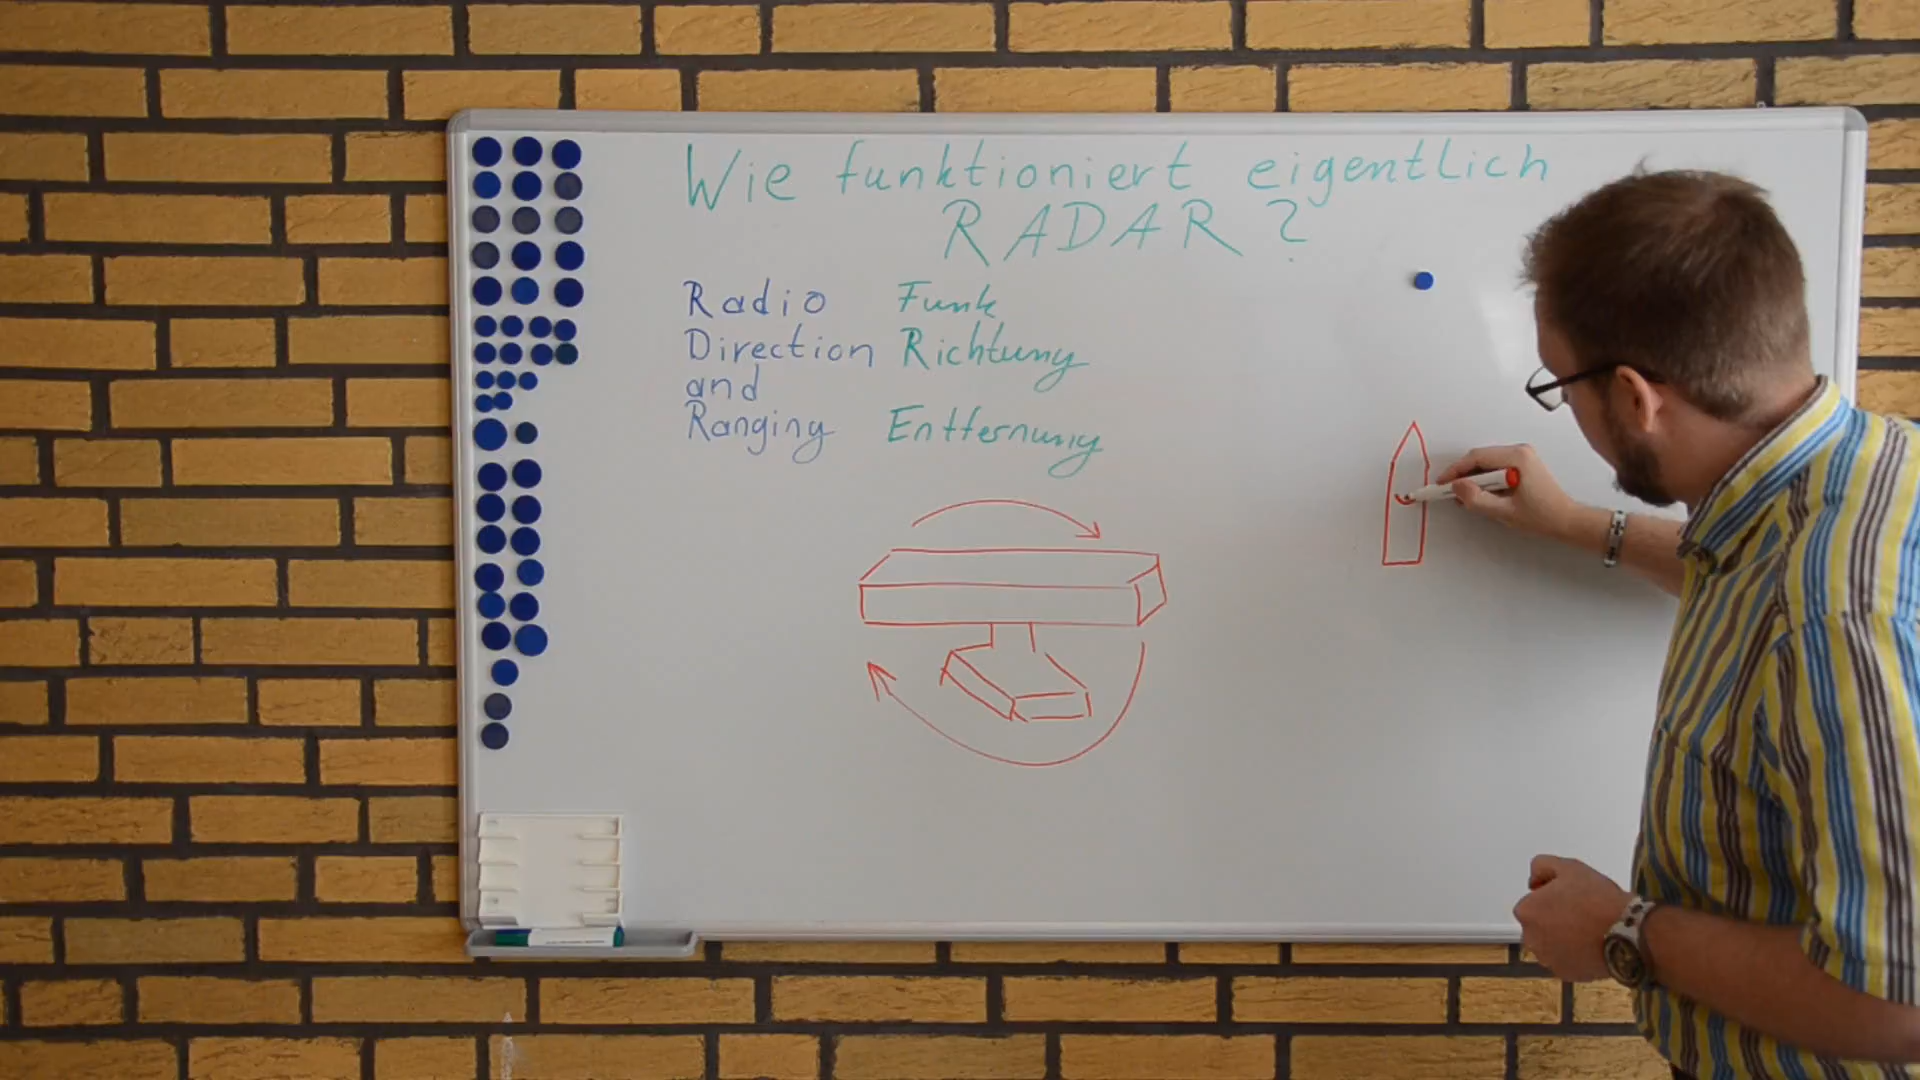 Wie funktioniert eigentlich
RADAR?
Radio Funk
Direction Richtung
and
Ranging Entfernung